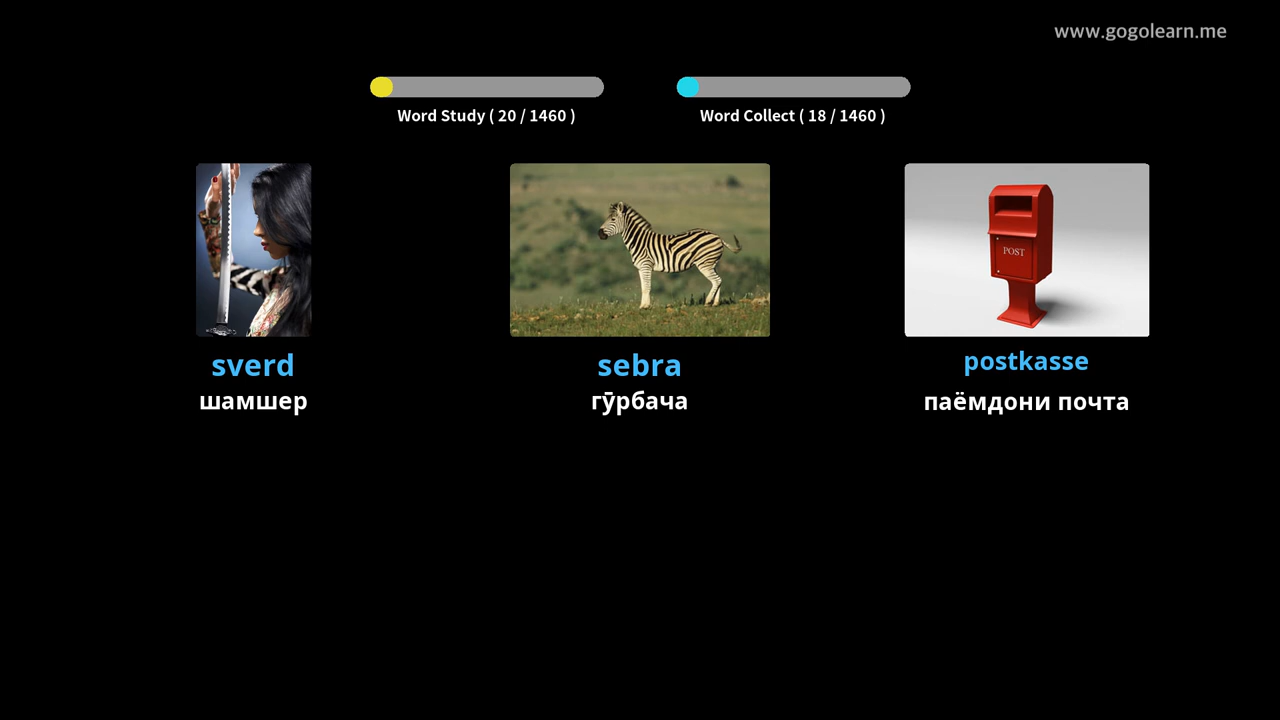 www.gogolearn.me
Word Study ( 20 / 1460 )
Word Collect ( 18 / 1460 )
POST
sverd
sebra
postkasse
шамшер
гӯрбача
паёмдони почта